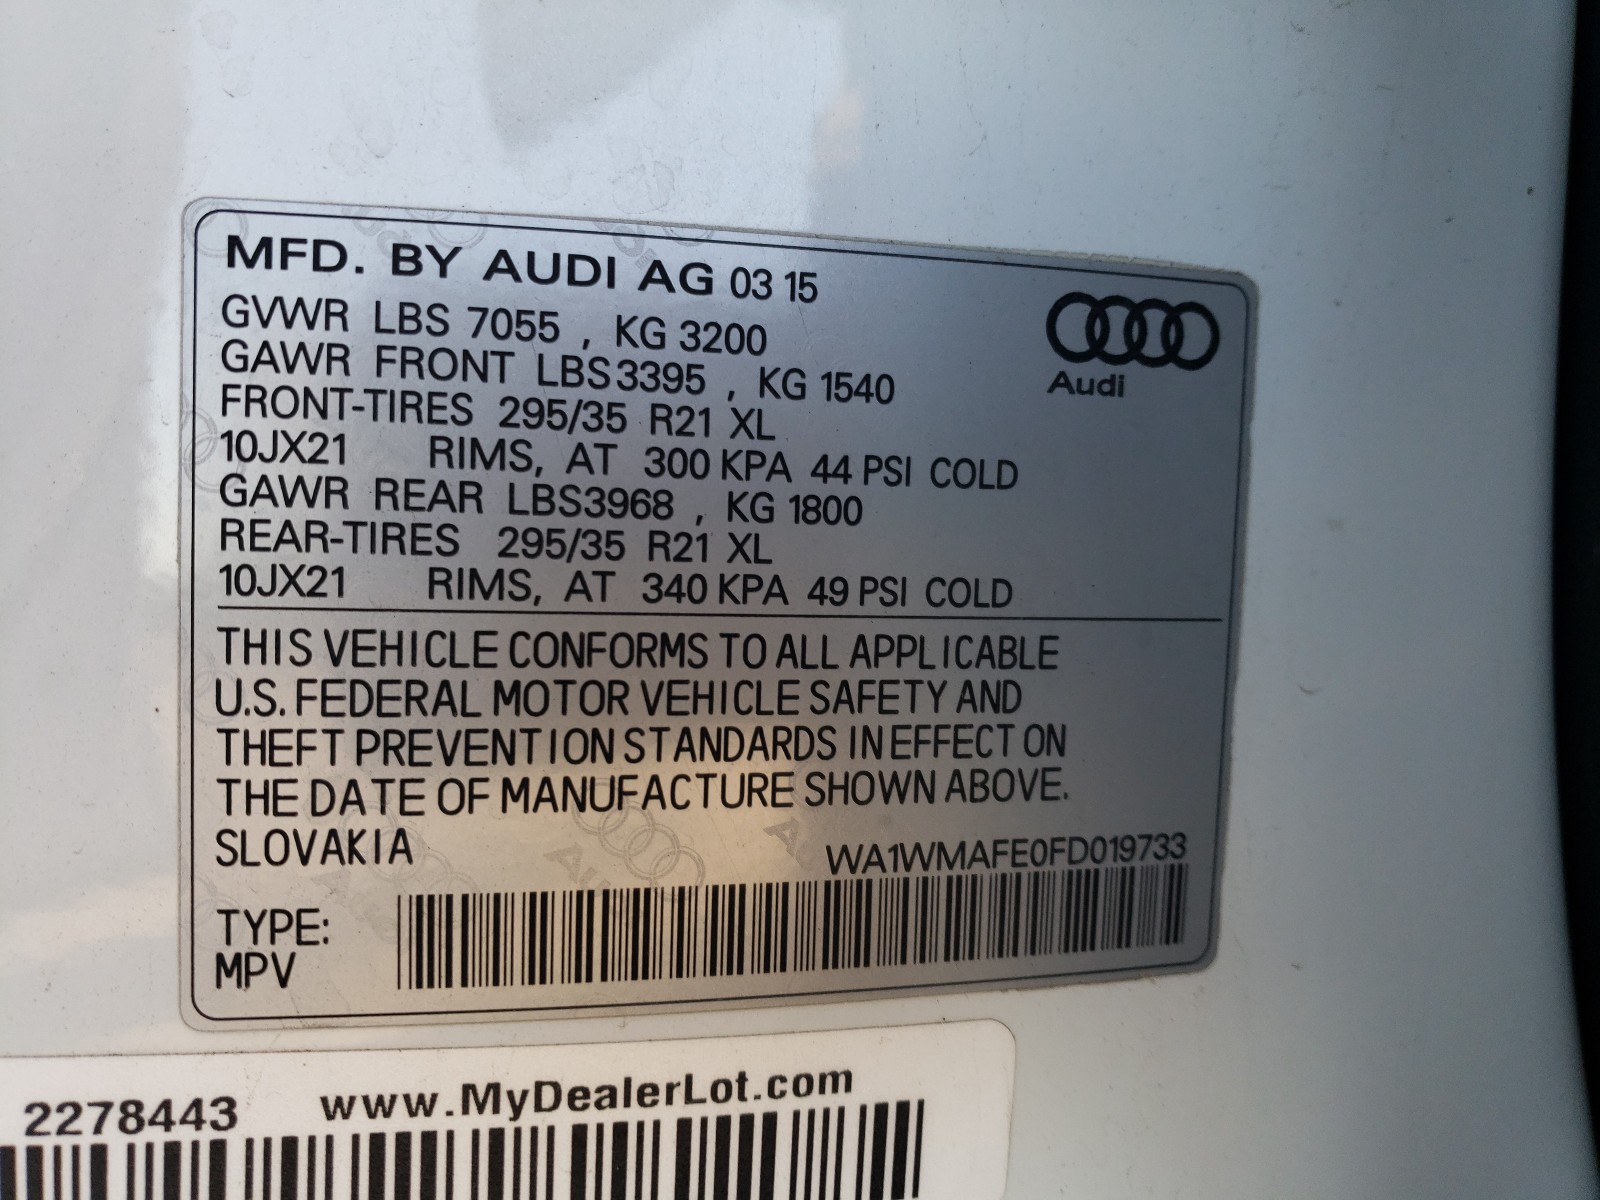 MFD. BY AUDI AG 03 15
GVWR LBS 7055 , KG 3200
GAWR FRONT LBS3395 , KG 1540
FRONT-TIRES 295/35 R21 XL
10JX21 RIMS, AT 300 KPA 44 PSI COLD
GAWR REAR LBS3968 , KG 1800
REAR-TIRES 295/35 R21 XL
10JX21 RIMS, AT 340 KPA 49 PSI COLD
Audi
THIS VEHICLE CONFORMS TO ALL APPLICABLE
U.S. FEDERAL MOTOR VEHICLE SAFETY AND
THEFT PREVENTION STANDARDS IN EFFECT ON
THE DATE OF MANUFACTURE SHOWN ABOVE.
SLOVAKIA
WA1WMAFE0FD019733
TYPE:
MPV
2278443 www.MyDealerLot.com